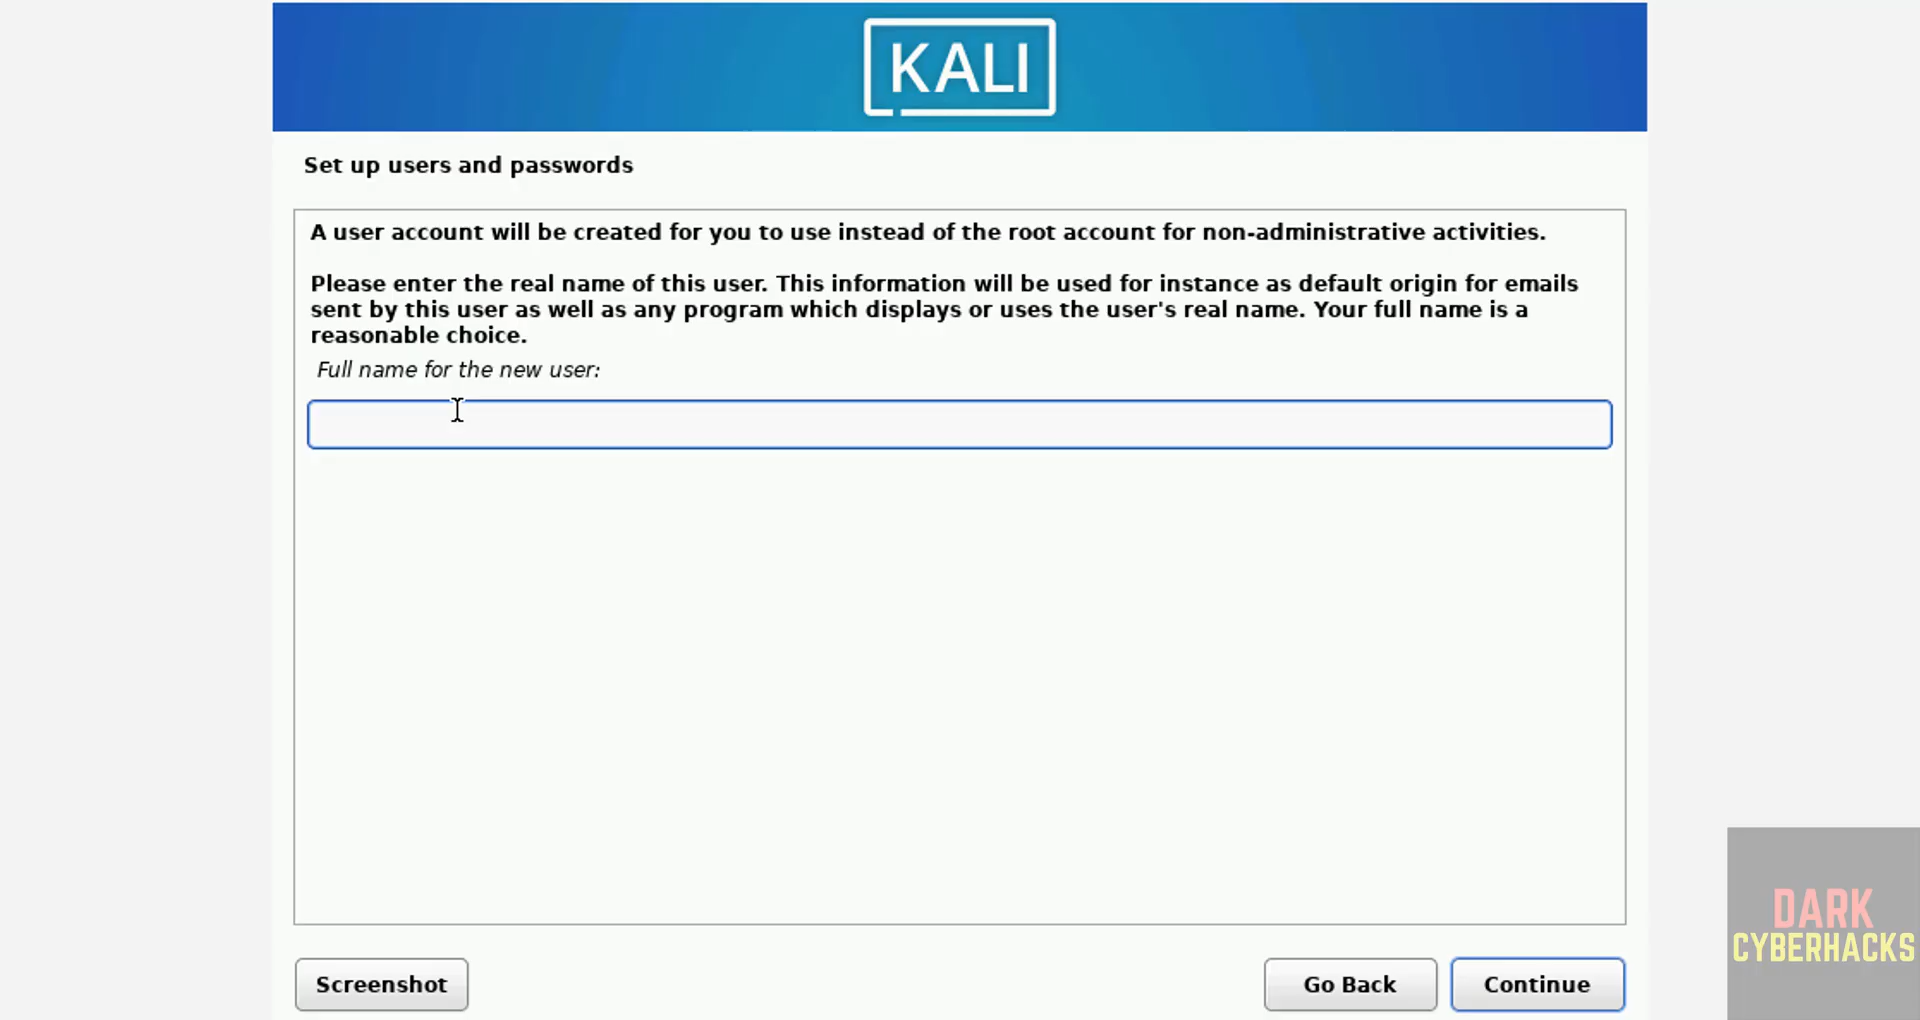 KALI
Set up users and passwords
A user account will be created for you to use instead of the root account for non-administrative activities.
Please enter the real name of this user. This information will be used for instance as default origin for emails
sent by this user as well as any program which displays or uses the user's real name. Your full name is a
reasonable choice.
Full name for the new user:
Screenshot
Go Back
Continue
DARK
CYBERHACKS